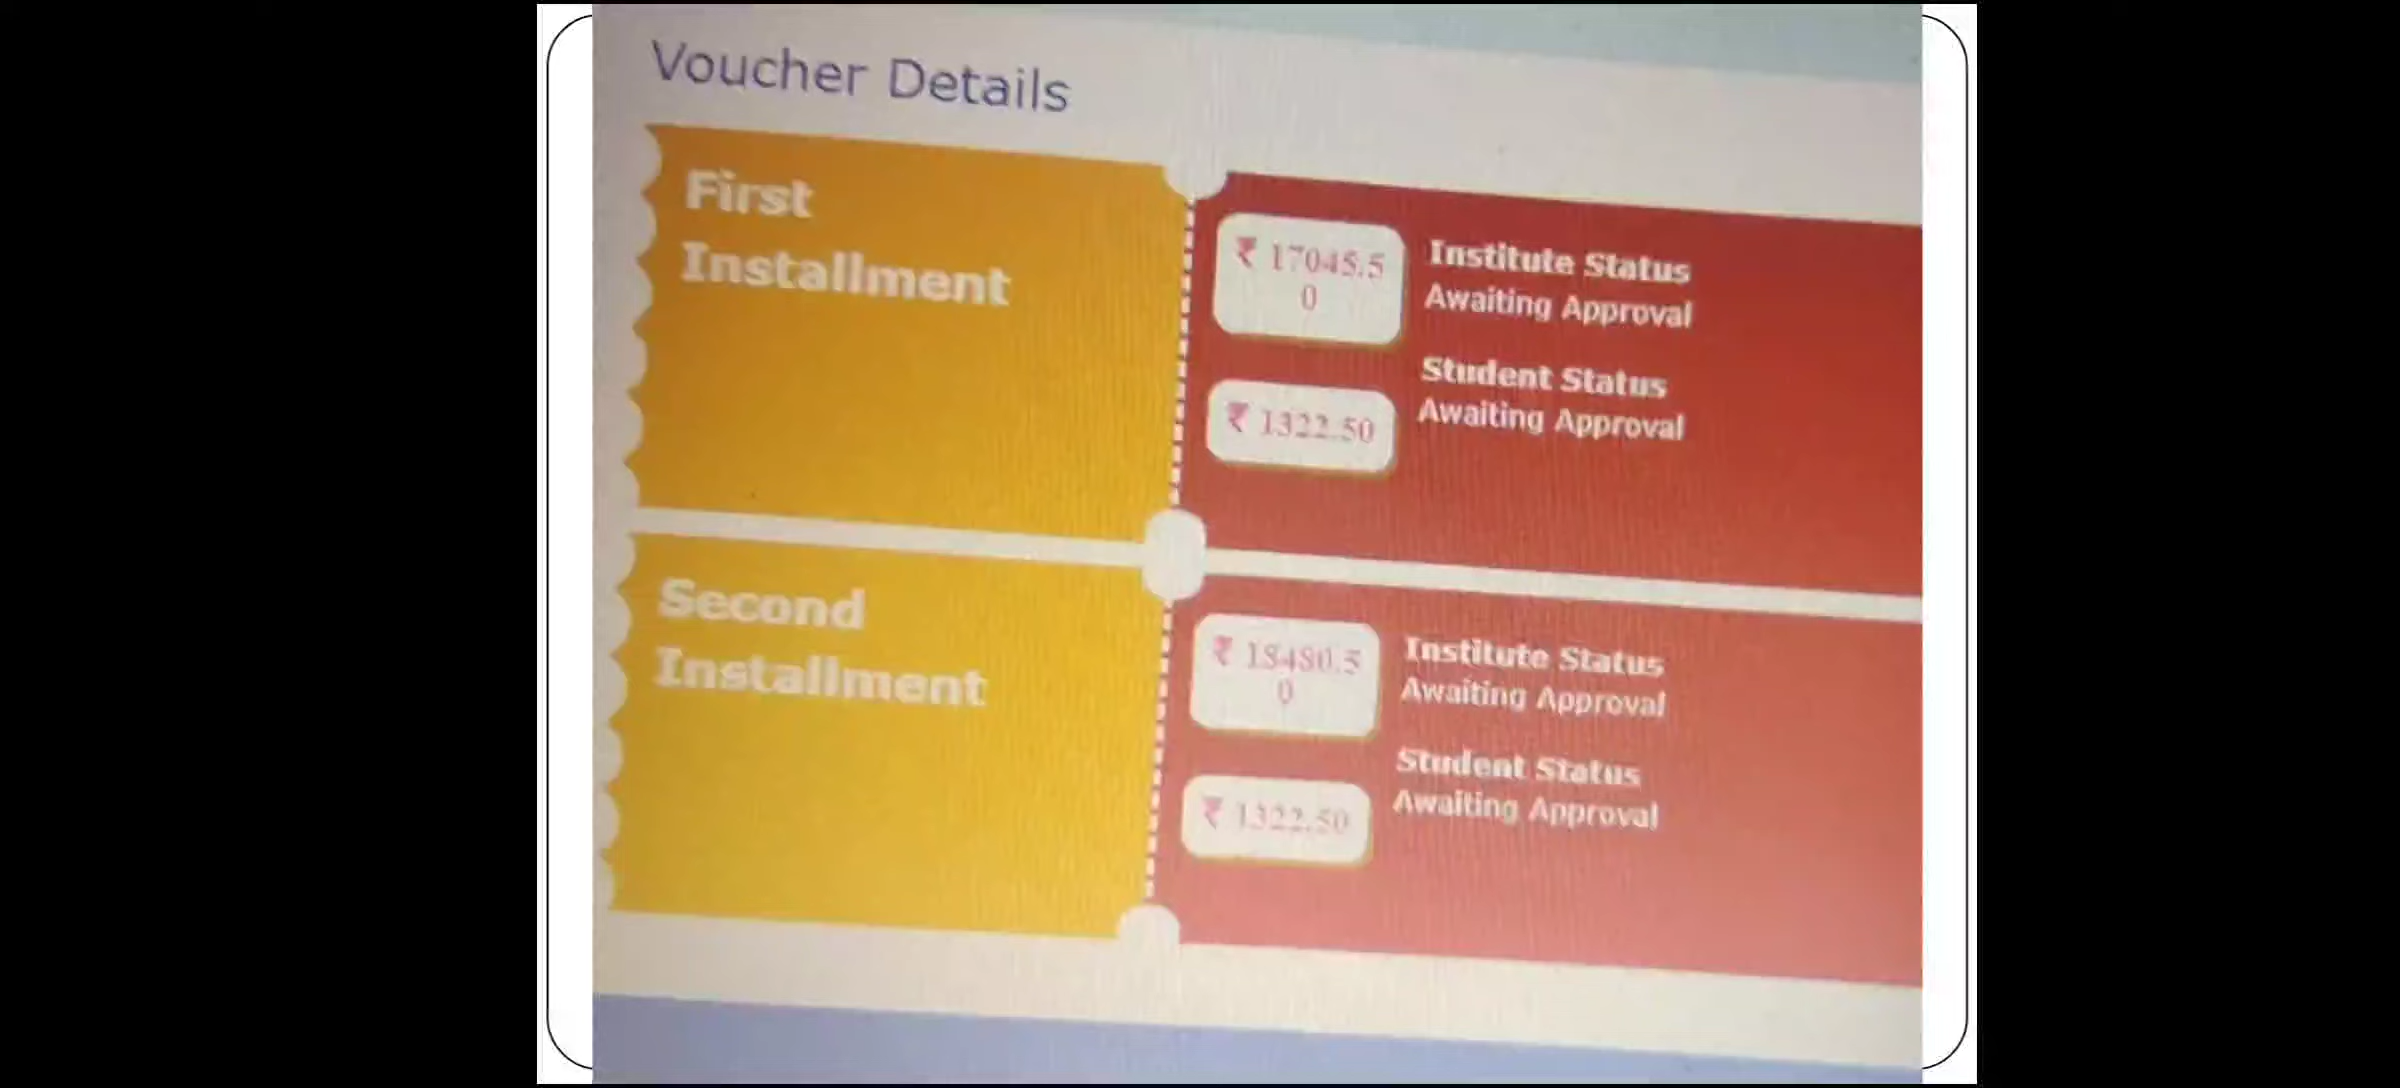 Voucher Details
First
Installment
₹ 17045.5
0
Institute Status
Awaiting Approval
₹ 1322.50
Student Status
Awaiting Approval
Second
Installment
₹ 18480.5
0
Institute Status
Awaiting Approval
₹ 1322.50
Student Status
Awaiting Approval